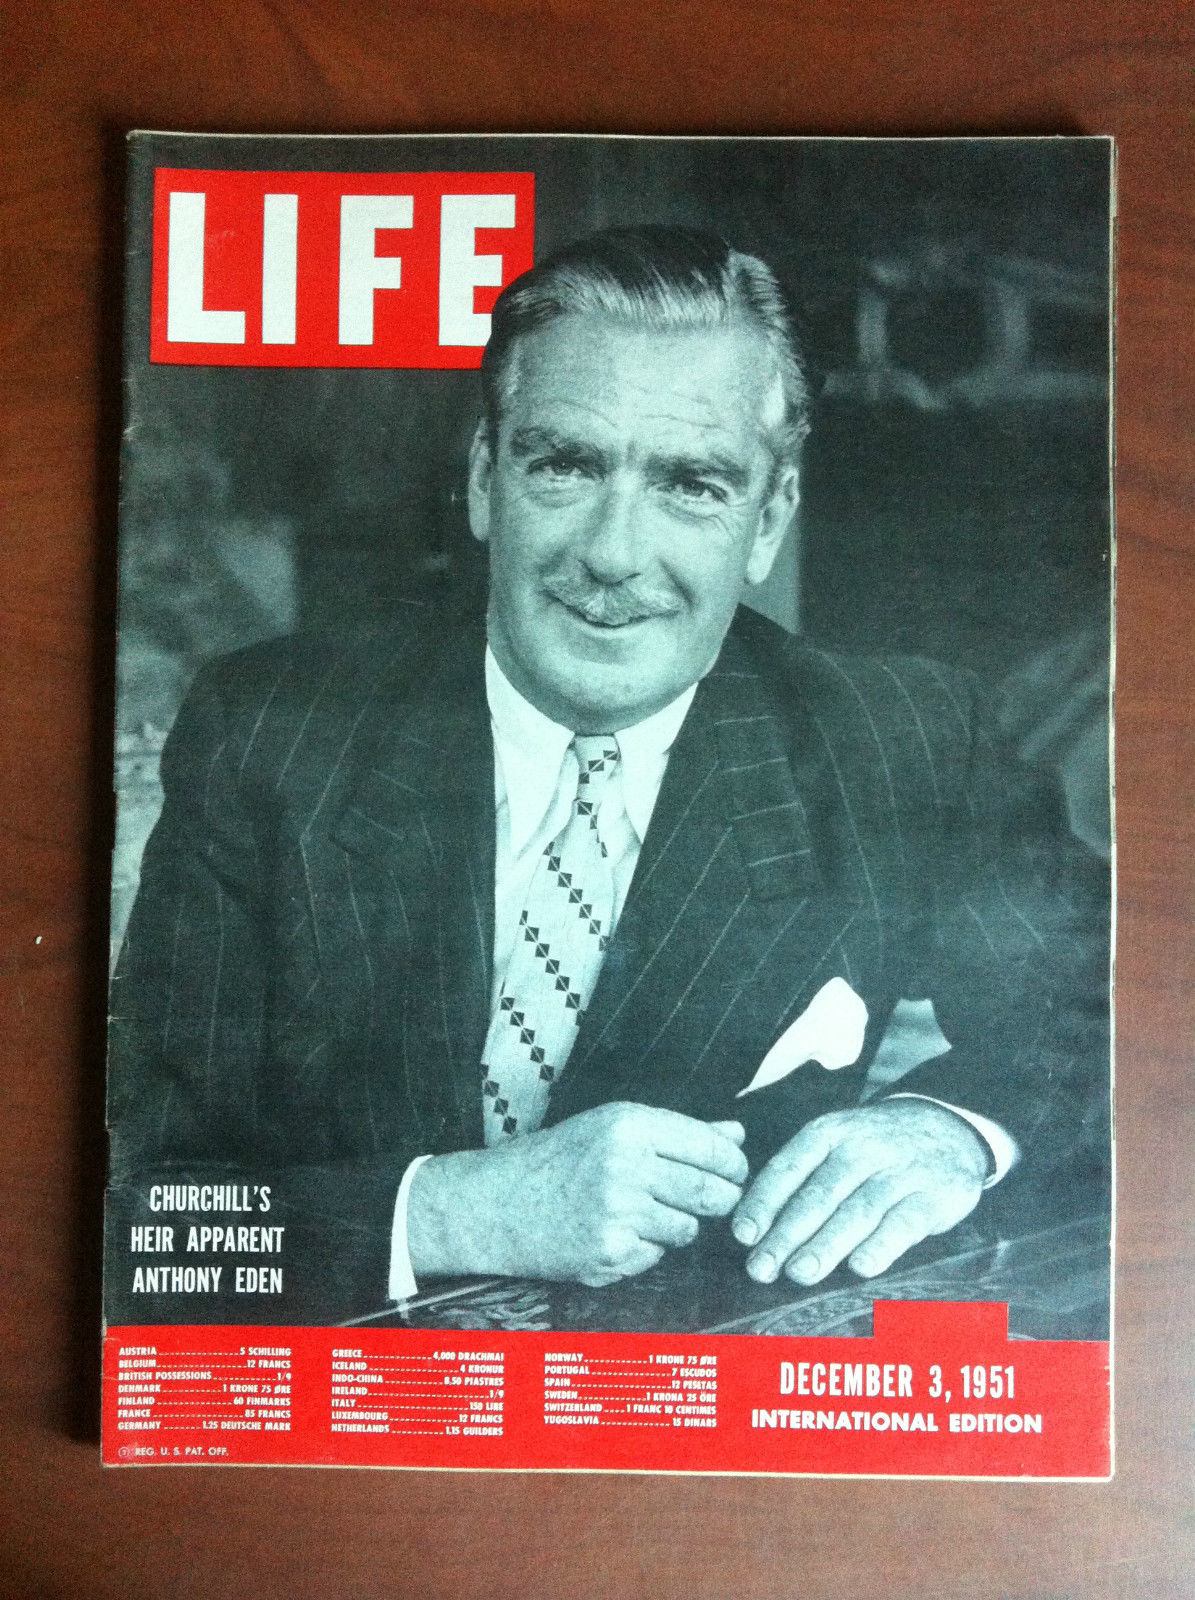 LIFE
CHURCHILL'S
HEIR APPARENT
ANTHONY EDEN
AUSTRIA 5 SCHILLING
BELGIUM 12 FRANCS
BRITISH POSSESSIONS 1/9
DENMARK 1 KRONE 75 ØRE
FINLAND 60 FINMARKS
FRANCE 85 FRANCS
GERMANY 1.25 DEUTSCHE MARK
GREECE 4,000 DRACHMAI
ICELAND 4 KRONUR
INDO-CHINA 8.50 PIASTRES
IRELAND 1/9
ITALY 150 LIRE
LUXEMBOURG 12 FRANCS
NETHERLANDS 1.15 GUILDERS
NORWAY 1 KRONE 75 ØRE
PORTUGAL 7 ESCUDOS
SPAIN 12 PESETAS
SWEDEN 1 KRONA 25 ÖRE
SWITZERLAND 1 FRANC 10 CENTIMES
YUGOSLAVIA 15 DINARS
DECEMBER 3, 1951
INTERNATIONAL EDITION
REG. U. S. PAT. OFF.